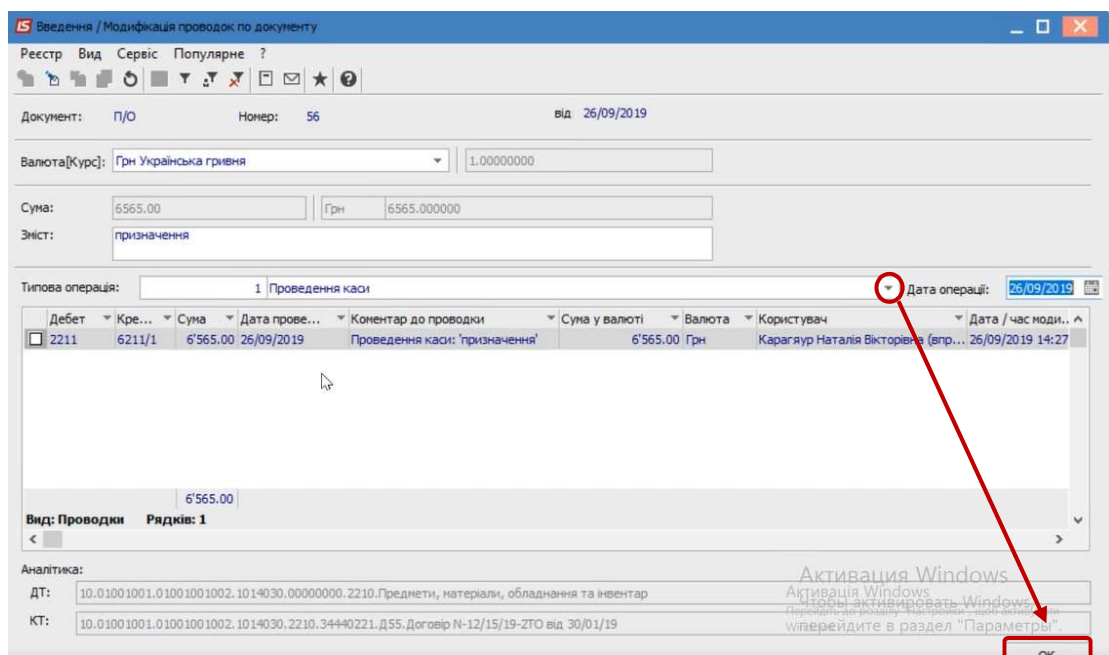 Введення / Модифікація проводок по документу
Реєстр Вид Сервіс Популярне ?
Документ: П/О Номер: 56 від 26/09/2019
Валюта[Курс]: Грн Українська гривня 1.00000000
Сума: 6565.00 Грн 6565.000000
Зміст: призначення
Типова операція: 1 Проведення каси Дата операції: 26/09/2019
Дебет Кре... Сума Дата прове... Коментар до проводки Сума у валюті Валюта Користувач Дата / час моди..
2211 6211/1 6'565.00 26/09/2019 Проведення каси: 'призначення' 6'565.00 Грн Карагяур Наталія Вікторівна (впр... 26/09/2019 14:27
6'565.00
Вид: Проводки Рядків: 1
Аналітика:
Активация Windows
ДТ: 10.01001001.01001001002.1014030.00000000.2210.Предмети, матеріали, обладнання та інвентар
Активація Windows
Чтобы активировать Windows,
КТ: 10.01001001.01001001002.1014030.2210.34440221.Д55.Договір N-12/15/19-2ТО від 30/01/19
перейдите в раздел "Параметры".
ОК